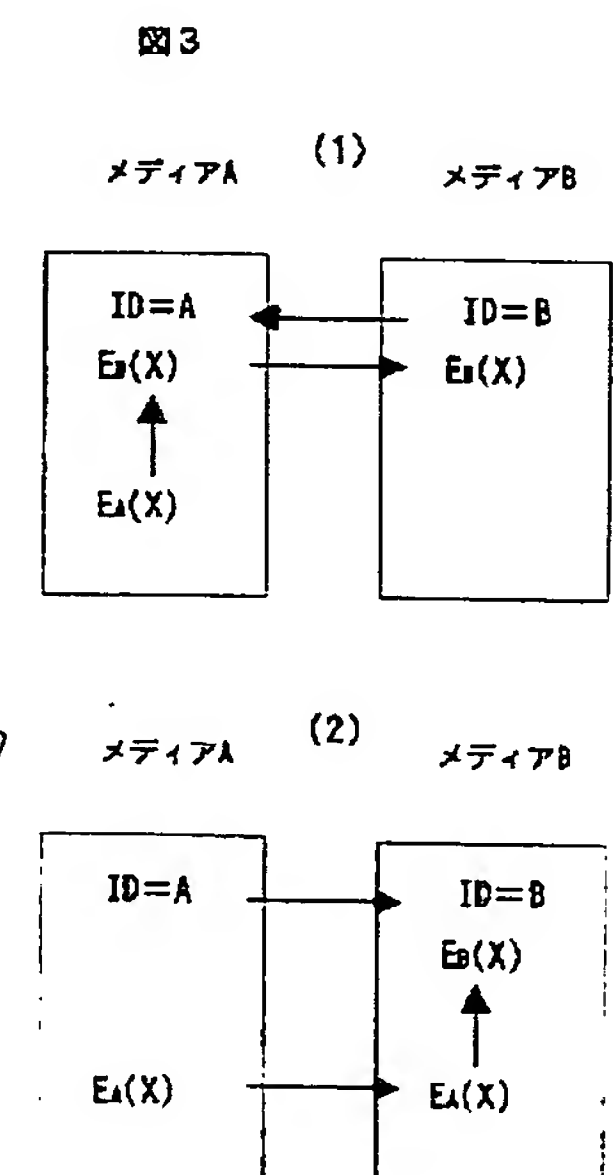 図3
(1)
メディアA メディアB
ID=A ID=B
EB(X) EB(X)
EA(X)
(2)
メディアA メディアB
ID=A ID=B
EB(X)
EA(X) EA(X)